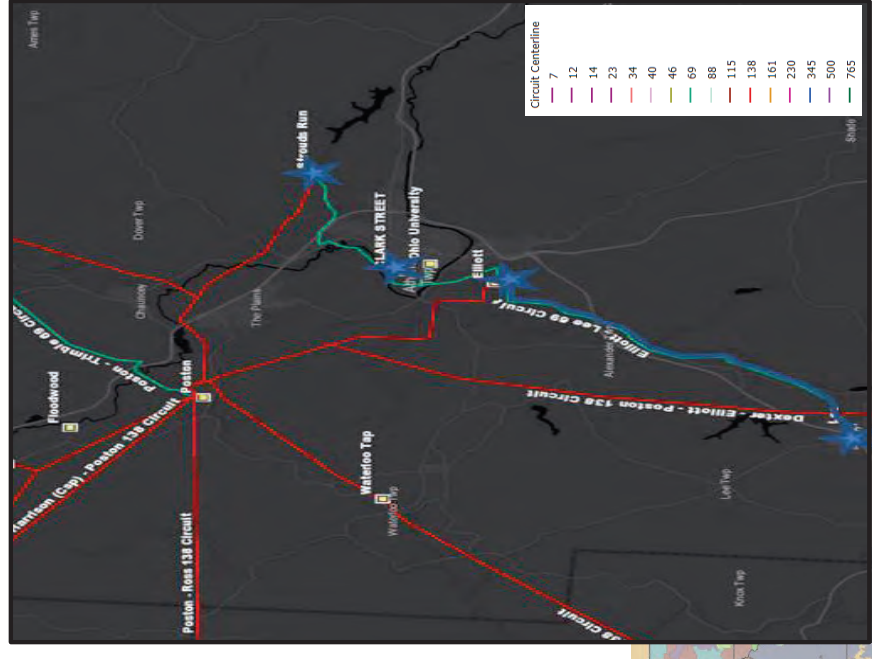 Ames Twp
Circuit Centerline
7
12
14
23
34
40
46
69
88
115
138
161
230
345
500
765
Strouds Run
Dover Twp
Shade
CLARK STREET
Ohio University
Twp
Elliott
Chauncey
The Plains
Poston - Trimble 69 Circuit
Elliott - Lee 69 Circuit
Floodwood
Poston
Harrison (Cap) - Poston 138 Circuit
Dexter - Elliott - Poston 138 Circuit
Waterloo Tap
Waterloo Twp
Lee Twp
Poston - Ross 138 Circuit
Knox Twp
38 Circuit